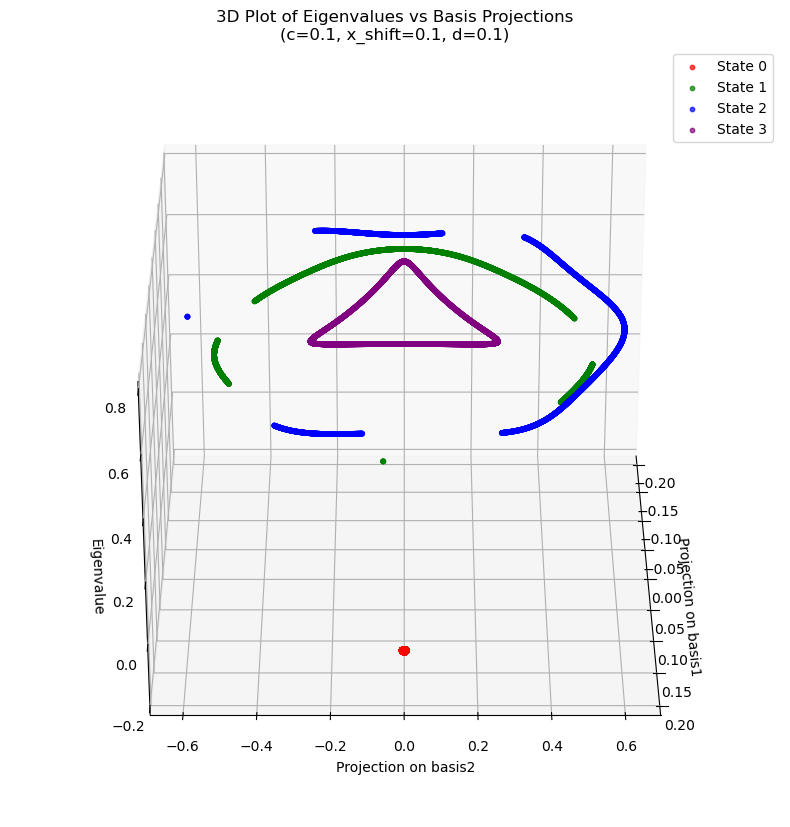 3D Plot of Eigenvalues vs Basis Projections
(c=0.1, x_shift=0.1, d=0.1)
State 0
State 1
State 2
State 3
0.8
0.6
0.4
0.2
0.0
−0.2
Eigenvalue
−0.20
−0.15
−0.10
−0.05
0.00
0.05
0.10
0.15
0.20
Projection on basis1
−0.6
−0.4
−0.2
0.0
0.2
0.4
0.6
Projection on basis2